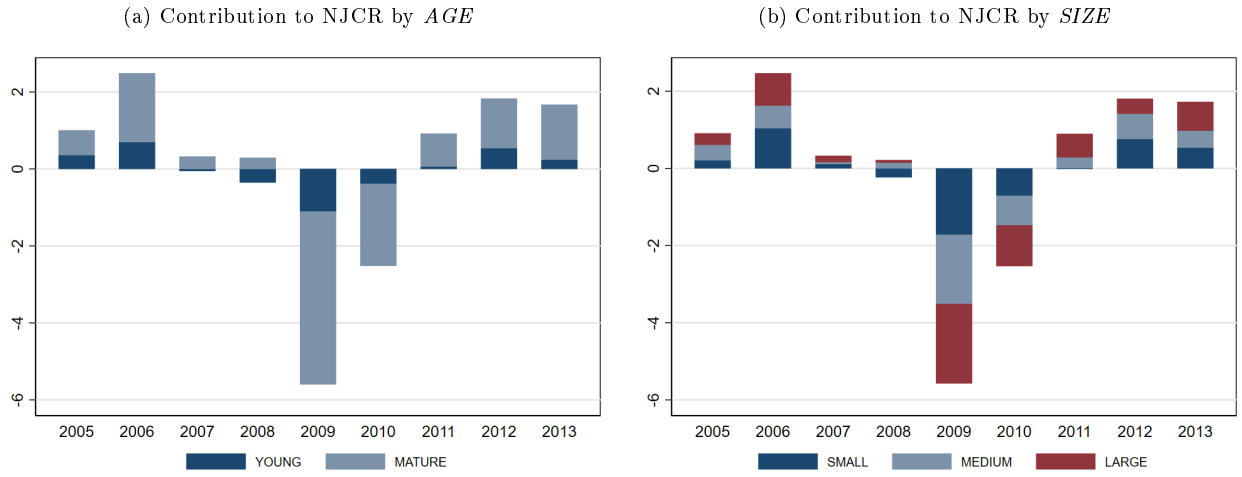 (a) Contribution to NJCR by AGE
2
0
-2
-4
-6
2005 2006 2007 2008 2009 2010 2011 2012 2013
YOUNG MATURE
(b) Contribution to NJCR by SIZE
2
0
-2
-4
-6
2005 2006 2007 2008 2009 2010 2011 2012 2013
SMALL MEDIUM LARGE